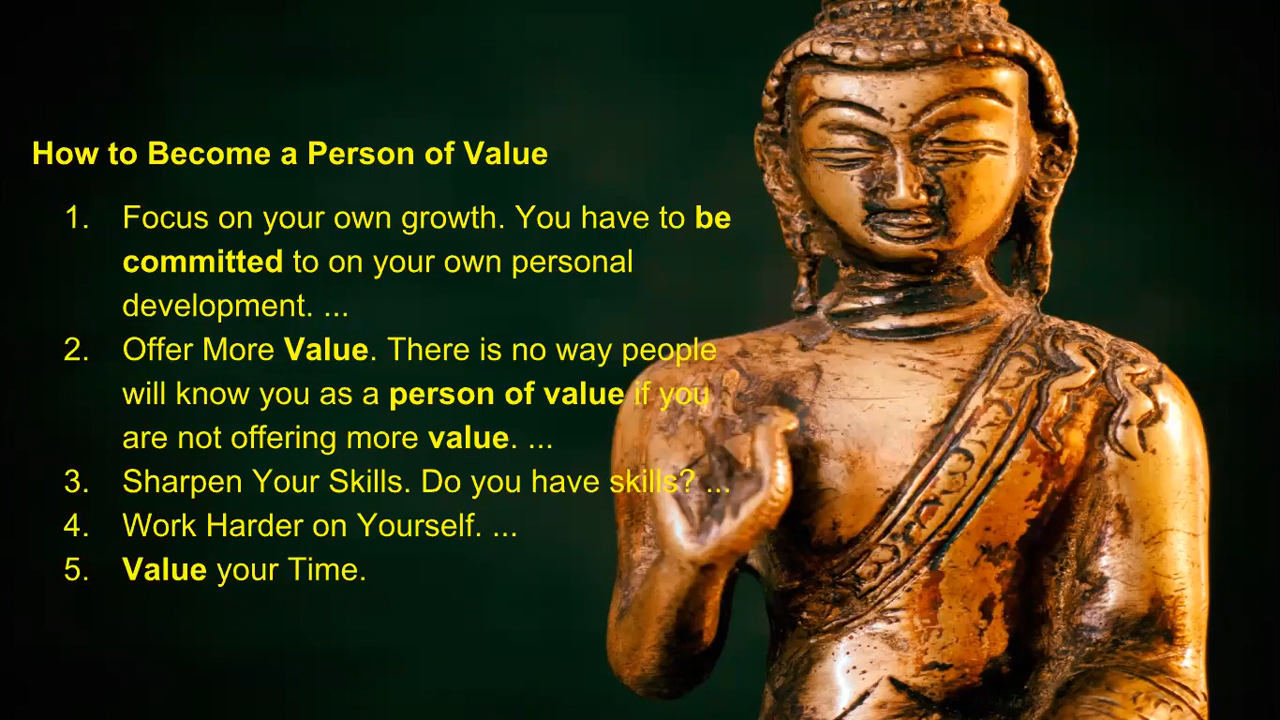 How to Become a Person of Value
1. Focus on your own growth. You have to be
committed to on your own personal
development. ...
2. Offer More Value. There is no way people
will know you as a person of value if you
are not offering more value. ...
3. Sharpen Your Skills. Do you have skills? ...
4. Work Harder on Yourself. ...
5. Value your Time.